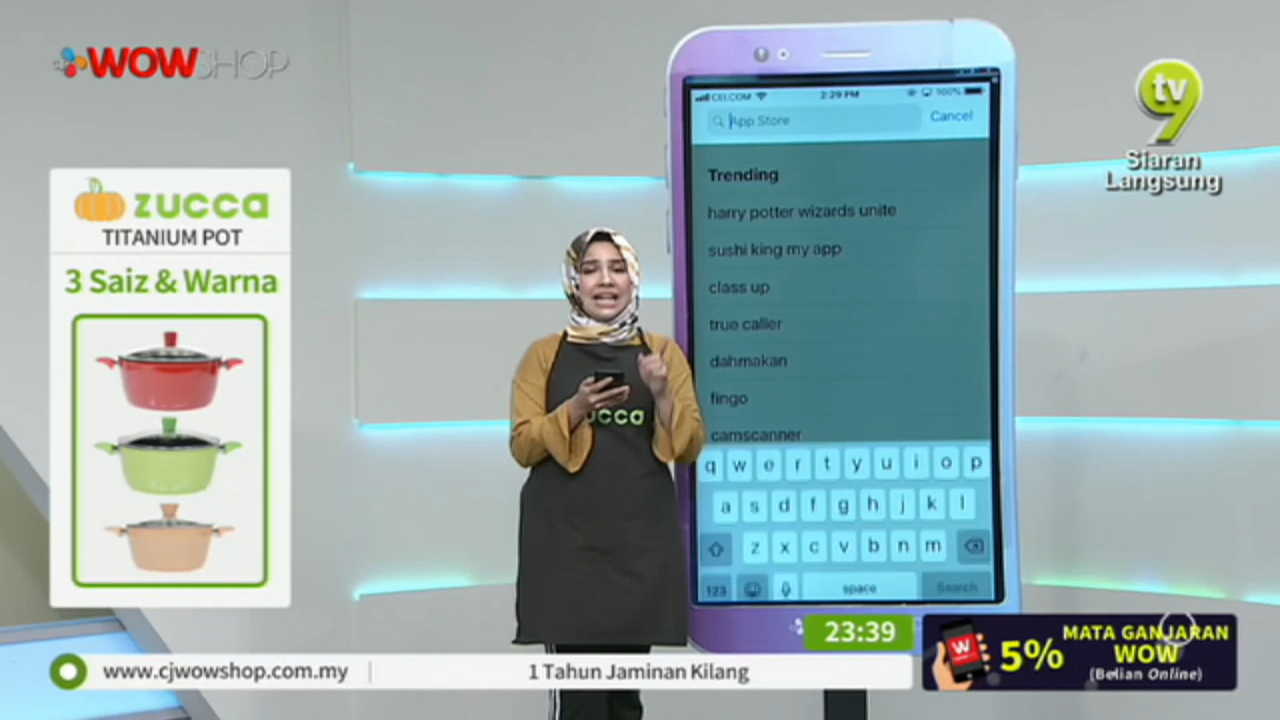 WOWSHOP
tv9
Siaran
Langsung
zucca
TITANIUM POT
3 Saiz & Warna
CELCOM 2:29 PM 100%
App Store Cancel
Trending
harry potter wizards unite
sushi king my app
class up
true caller
dahmakan
fingo
camscanner
q w e r t y u i o p
a s d f g h j k l
z x c v b n m
123 space Search
zucca
23:39
www.cjwowshop.com.my
1 Tahun Jaminan Kilang
W
5% MATA GANJARAN
WOW
(Belian Online)